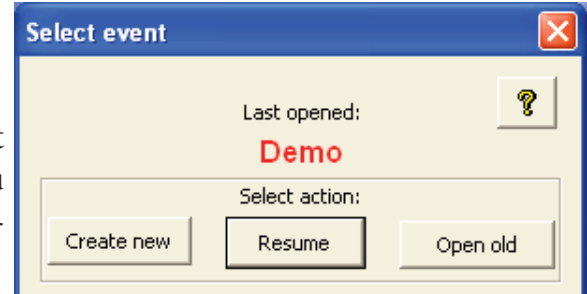 Select event
?
Last opened:
Demo
Select action:
Create new Resume Open old